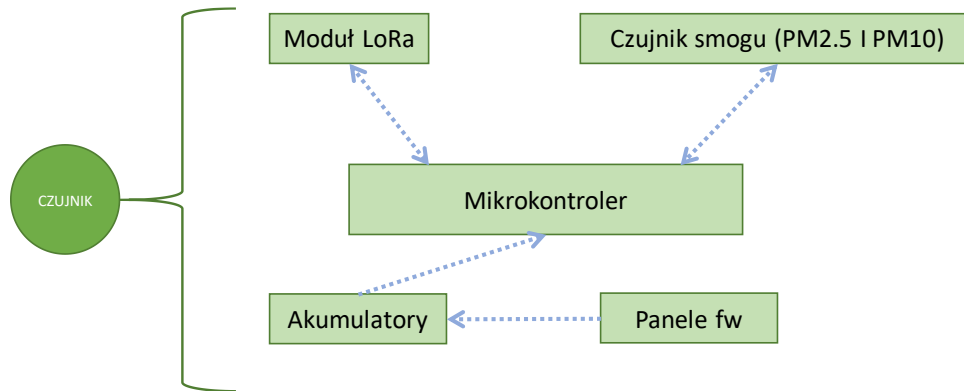 Moduł LoRa
Czujnik smogu (PM2.5 I PM10)
CZUJNIK
Mikrokontroler
Akumulatory
Panele fw